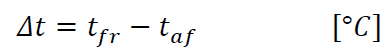 Δt = t_fr − t_af [°C]